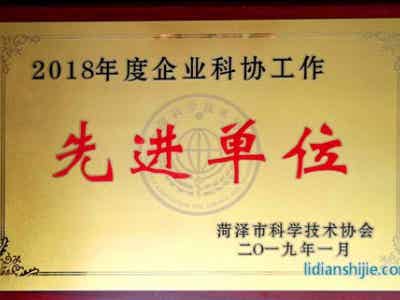 2018年度企业科协工作
先进单位
菏泽市科学技术协会
二〇一九年一月
lidianshijie.com